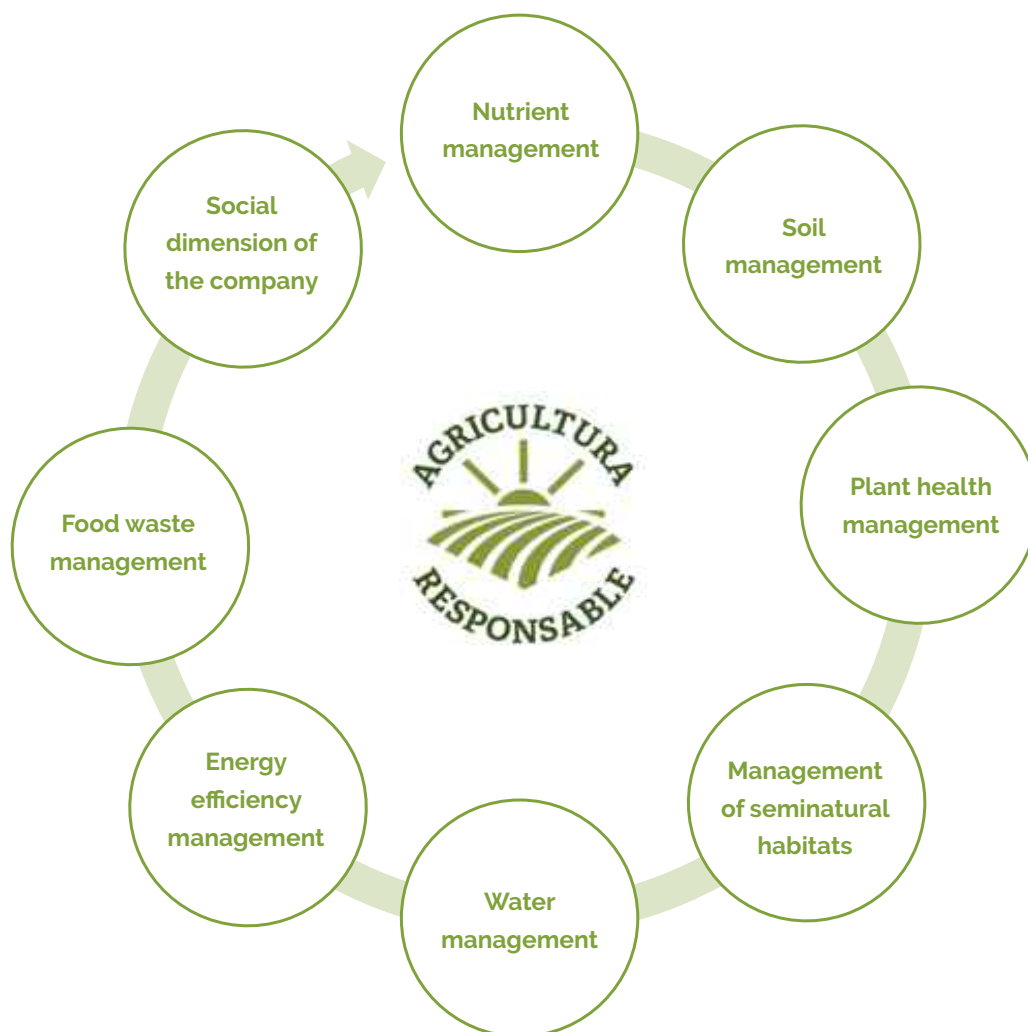 Nutrient
management
Soil
management
Plant health
management
Management
of seminatural
habitats
Water
management
Energy
efficiency
management
Food waste
management
Social
dimension of
the company
AGRICULTURA
RESPONSABLE